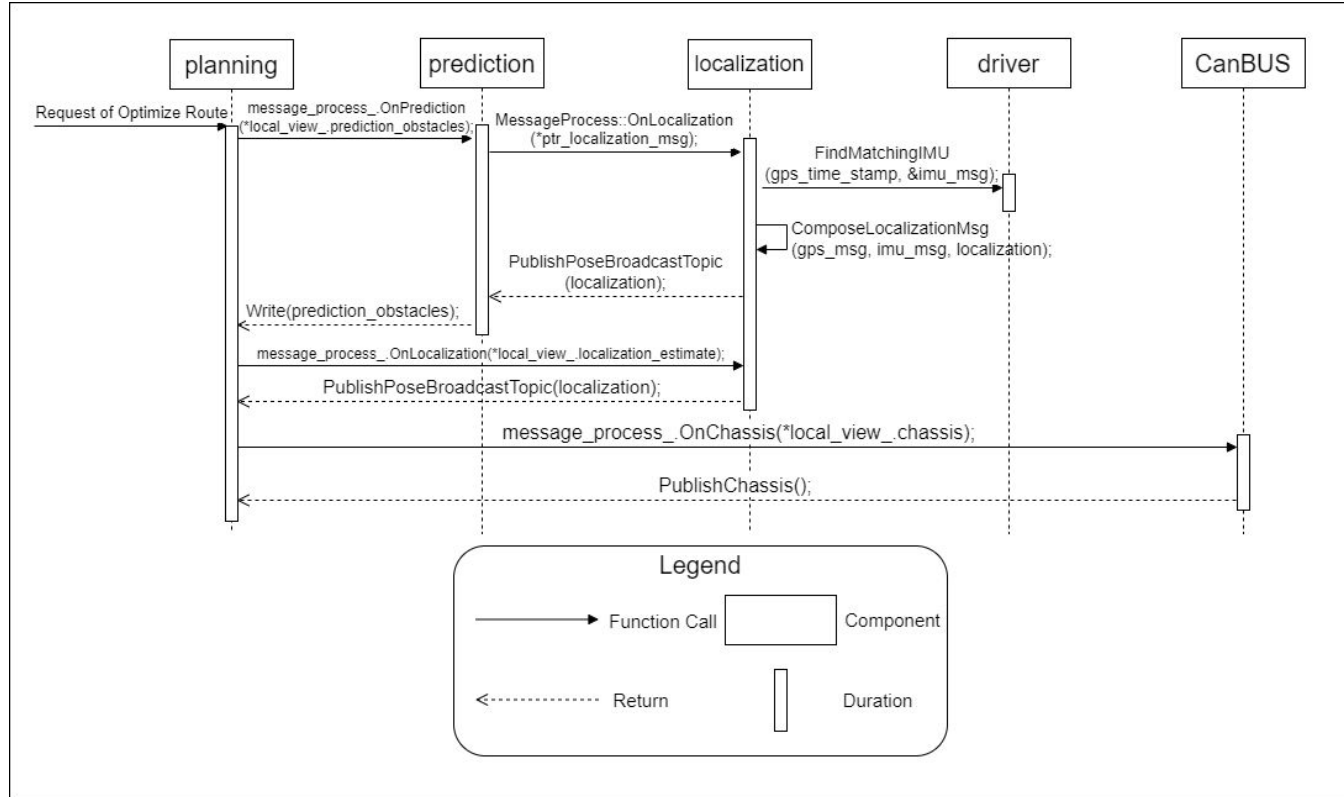 planning
prediction
localization
driver
CanBUS
Request of Optimize Route
message_process_.OnPrediction
(*local_view_.prediction_obstacles);
MessageProcess::OnLocalization
(*ptr_localization_msg);
FindMatchingIMU
(gps_time_stamp, &imu_msg);
ComposeLocalizationMsg
(gps_msg, imu_msg, localization);
PublishPoseBroadcastTopic
(localization);
Write(prediction_obstacles);
message_process_.OnLocalization(*local_view_.localization_estimate);
PublishPoseBroadcastTopic(localization);
message_process_.OnChassis(*local_view_.chassis);
PublishChassis();
Legend
Function Call
Component
Return
Duration